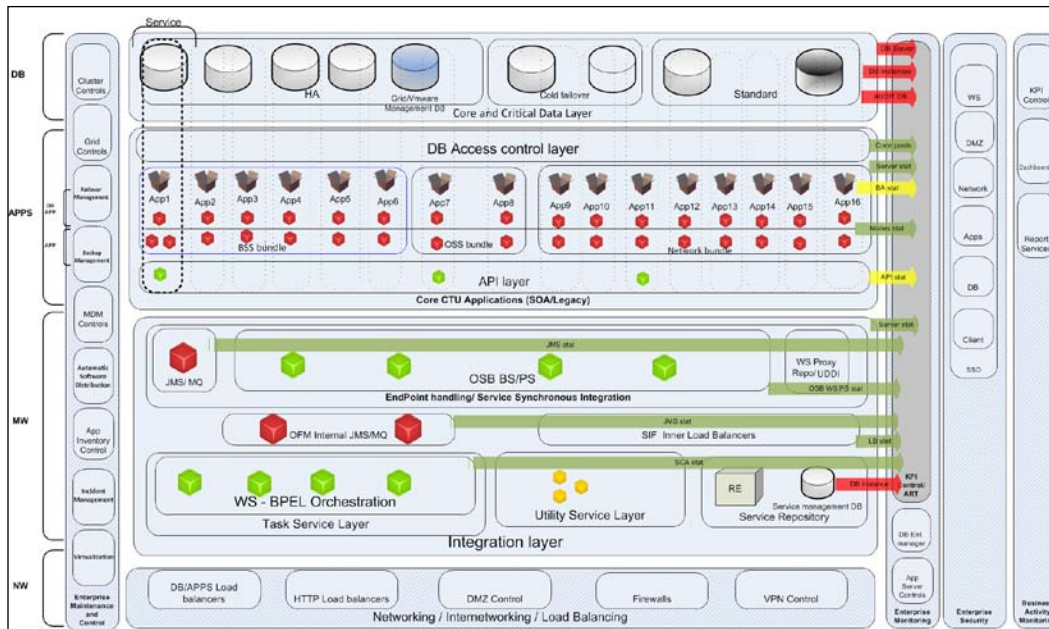 Service
DB
APPS
DB
APP
APP
MW
NW
Cluster
Controls
Grid
Controls
Failover
Management
Backup
Management
MDM
Controls
Automatic
Software
Distribution
App
Inventory
Control
Incident
Management
Virtualization
Enterprise
Maintenance
and
Control
HA
Grid/Vmware
Management DB
Cold failover
Standard
Core and Critical Data Layer
DB Access control layer
App1
App2
App3
App4
App5
App6
App7
App8
App9
App10
App11
App12
App13
App14
App15
App16
BSS bundle
OSS bundle
Network bundle
API layer
Core CTU Applications (SOA/Legacy)
JMS/ MQ
OSB BS/PS
WS Proxy
Repo/UDDI
EndPoint handling/ Service Synchronous Integration
OFM Internal JMS/MQ
SIF Inner Load Balancers
WS - BPEL Orchestration
Task Service Layer
Utility Service Layer
RE
Service management DB
Service Repository
Integration layer
DB/APPS Load
balancers
HTTP Load balancers
DMZ Control
Firewalls
VPN Control
Networking / Internetworking / Load Balancing
DB Server
DB Instance
AUDIT DB
Conn pools
Server stat
BA stat
Nodes stat
API stat
Server stat
JMS stat
OSB WS/PS stat
JMS stat
LB stat
SCA stat
DB Instance
KPI
Central/
ART
DB Ent.
manager
App
Server
Controls
Enterprise
Monitoring
WS
DMZ
Network
Apps
DB
Client
SSO
Enterprise
Security
KPI
Control
Dashboard
Report
Services
Business
Activity
Monitoring